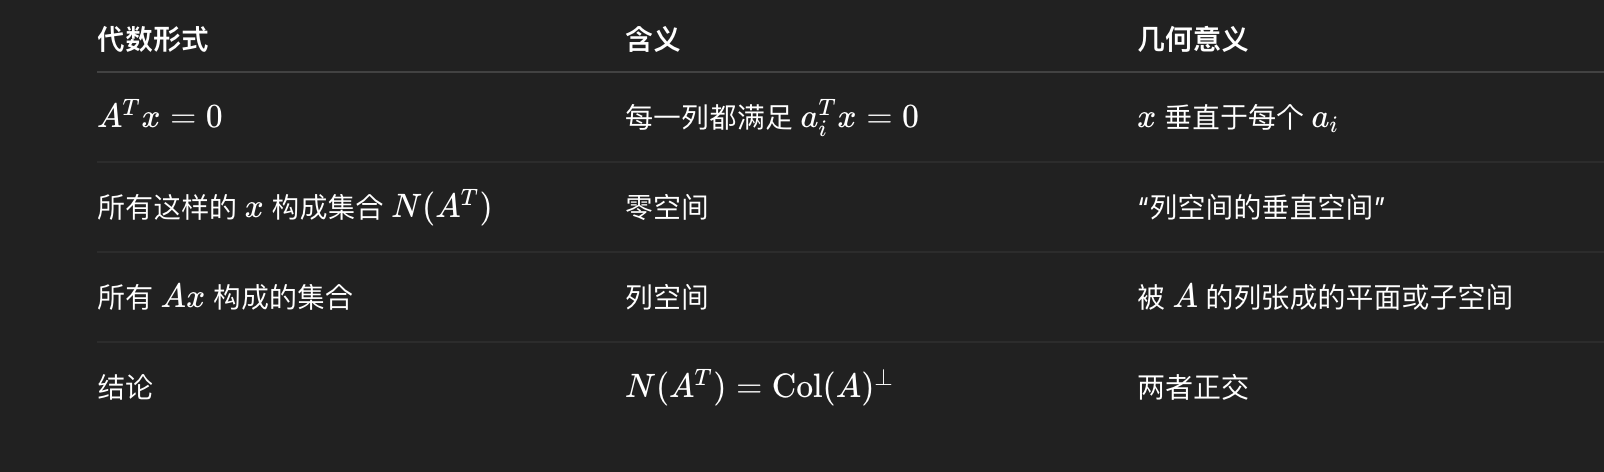 代数形式 含义 几何意义
$A^T x = 0$ 每一列都满足 $a_i^T x = 0$ $x$ 垂直于每个 $a_i$
所有这样的 $x$ 构成集合 $N(A^T)$ 零空间 “列空间的垂直空间”
所有 $Ax$ 构成的集合 列空间 被 $A$ 的列张成的平面或子空间
结论 $N(A^T) = \mathrm{Col}(A)^\perp$ 两者正交